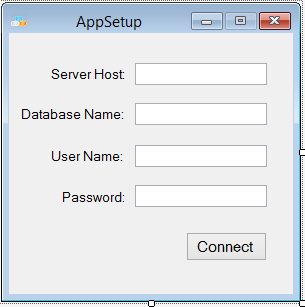 AppSetup
Server Host:
Database Name:
User Name:
Password:
Connect